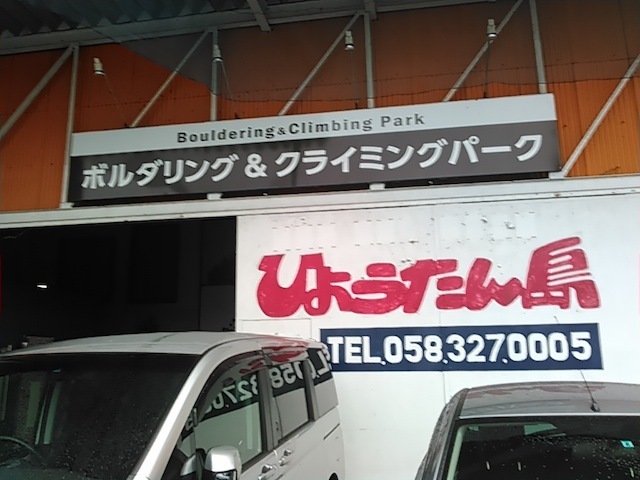 Bouldering&Climbing Park
ボルダリング&クライミングパーク
ひょうたん島
TEL.058.327.0005